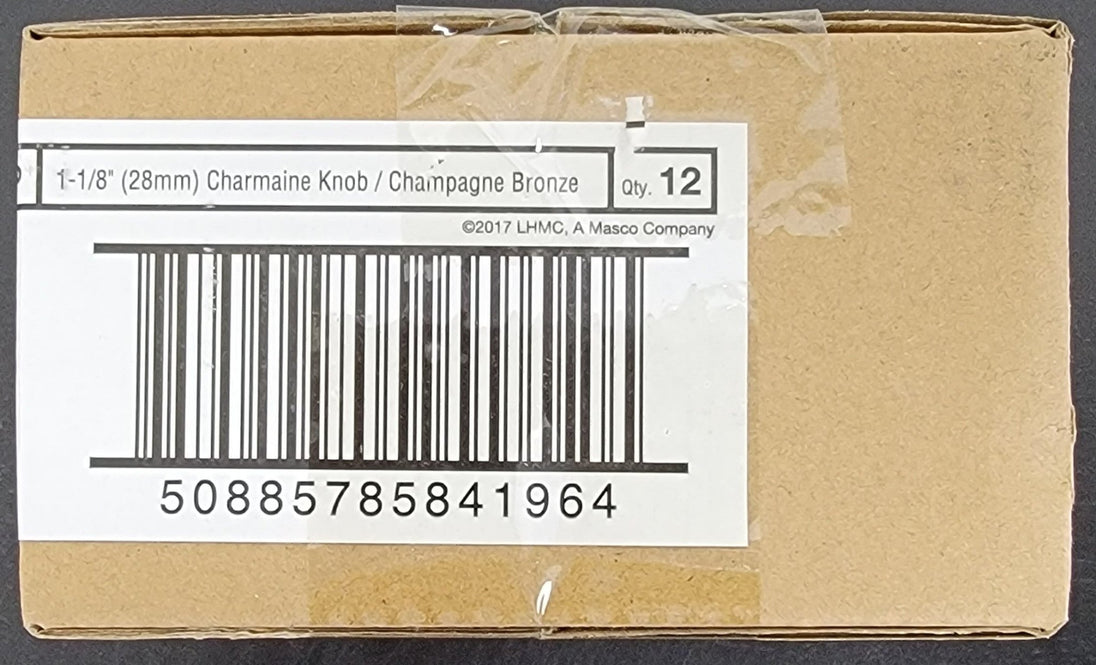 1-1/8" (28mm) Charmaine Knob / Champagne Bronze Qty. 12
©2017 LHMC, A Masco Company
50885785841964